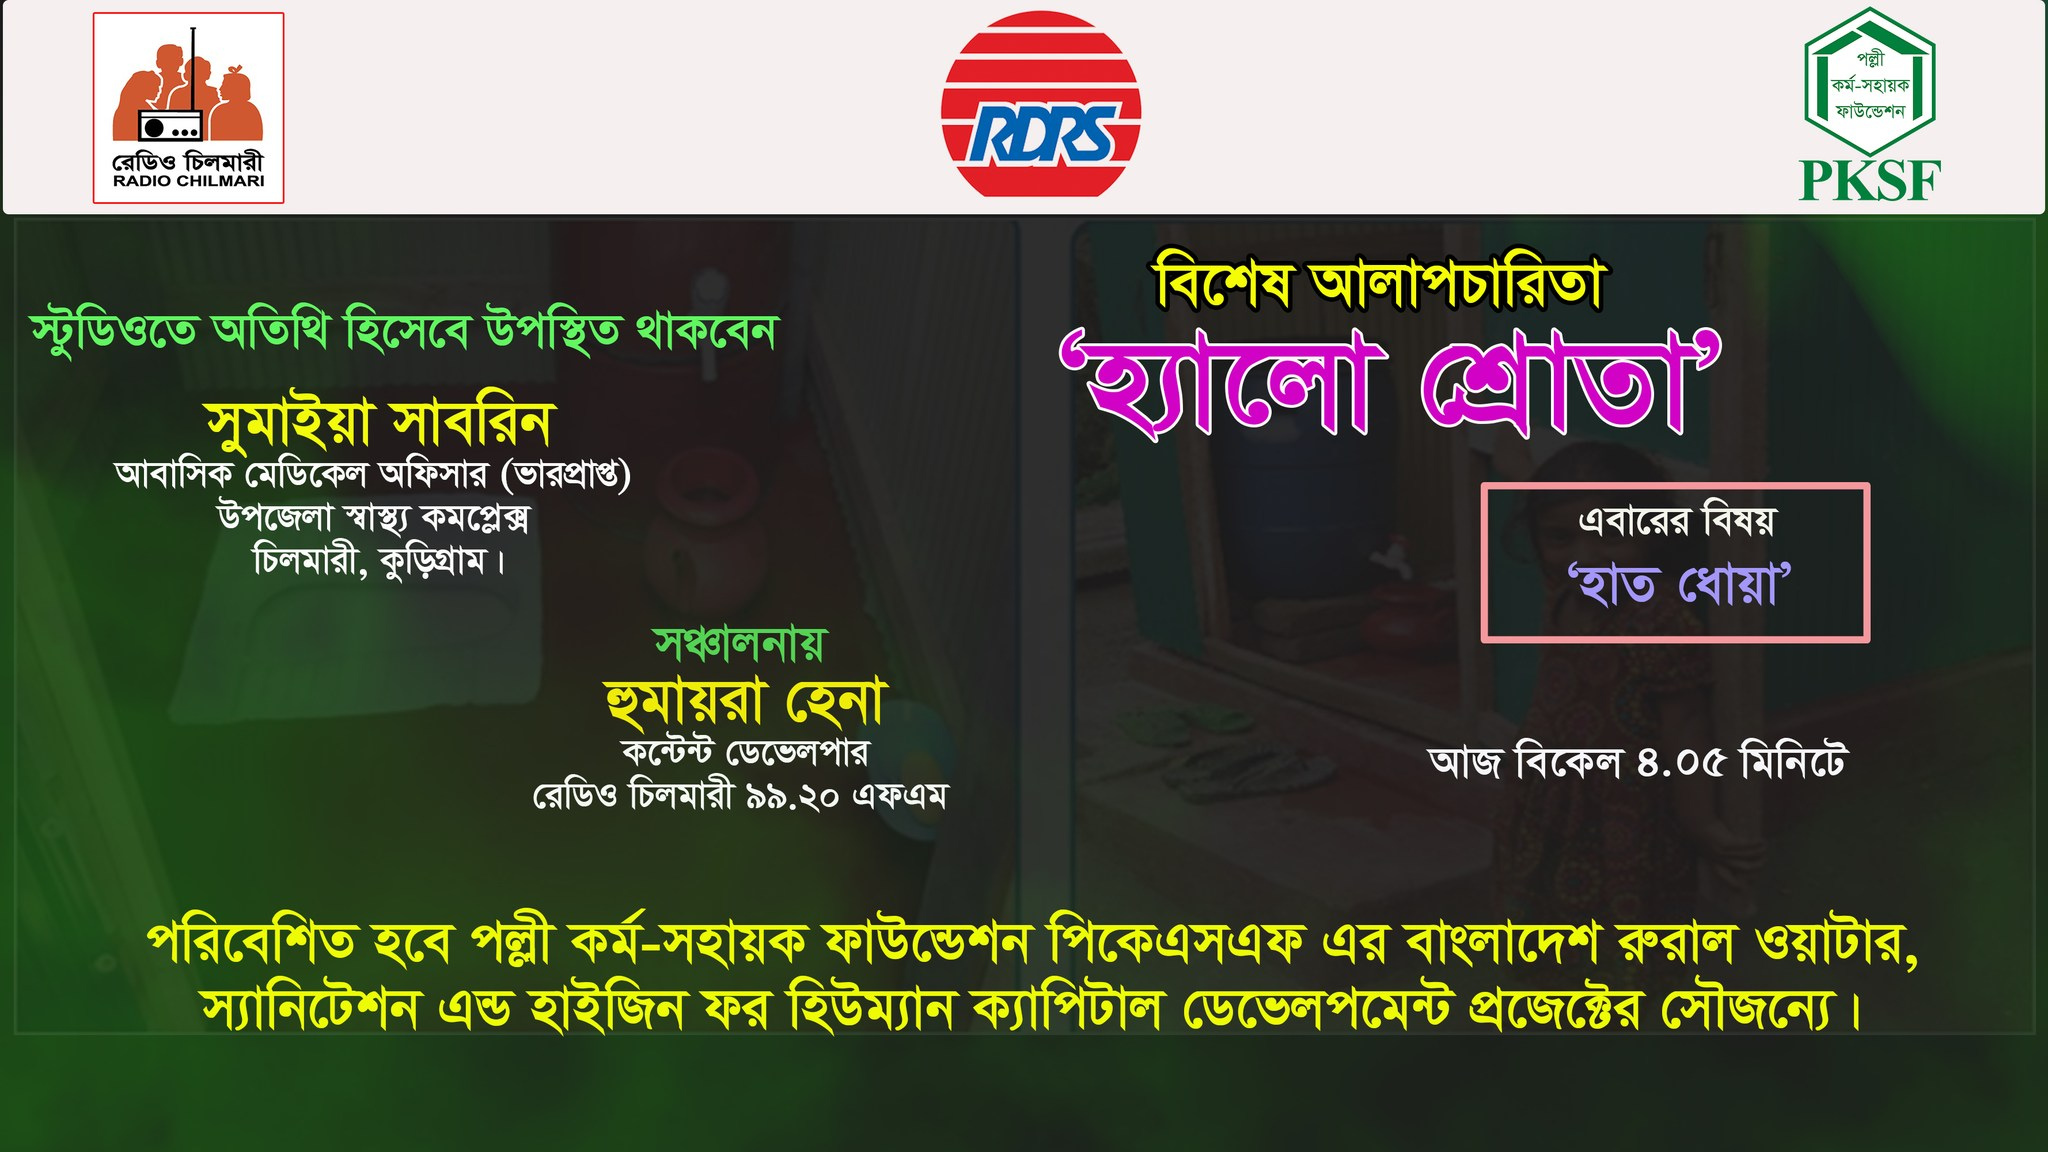 রেডিও চিলমারী
RADIO CHILMARI
RDRS
পল্লী
কর্ম-সহায়ক
ফাউন্ডেশন
PKSF
বিশেষ আলাপচারিতা
‘হ্যালো শ্রোতা’
এবারের বিষয়
‘হাত ধোয়া’
আজ বিকেল ৪.০৫ মিনিটে
স্টুডিওতে অতিথি হিসেবে উপস্থিত থাকবেন
সুমাইয়া সাবরিন
আবাসিক মেডিকেল অফিসার (ভারপ্রাপ্ত)
উপজেলা স্বাস্থ্য কমপ্লেক্স
চিলমারী, কুড়িগ্রাম।
সঞ্চালনায়
হুমায়রা হেনা
কন্টেন্ট ডেভেলপার
রেডিও চিলমারী ৯৯.২০ এফএম
পরিবেশিত হবে পল্লী কর্ম-সহায়ক ফাউন্ডেশন পিকেএসএফ এর বাংলাদেশ রুরাল ওয়াটার,
স্যানিটেশন এন্ড হাইজিন ফর হিউম্যান ক্যাপিটাল ডেভেলপমেন্ট প্রজেক্টের সৌজন্যে।